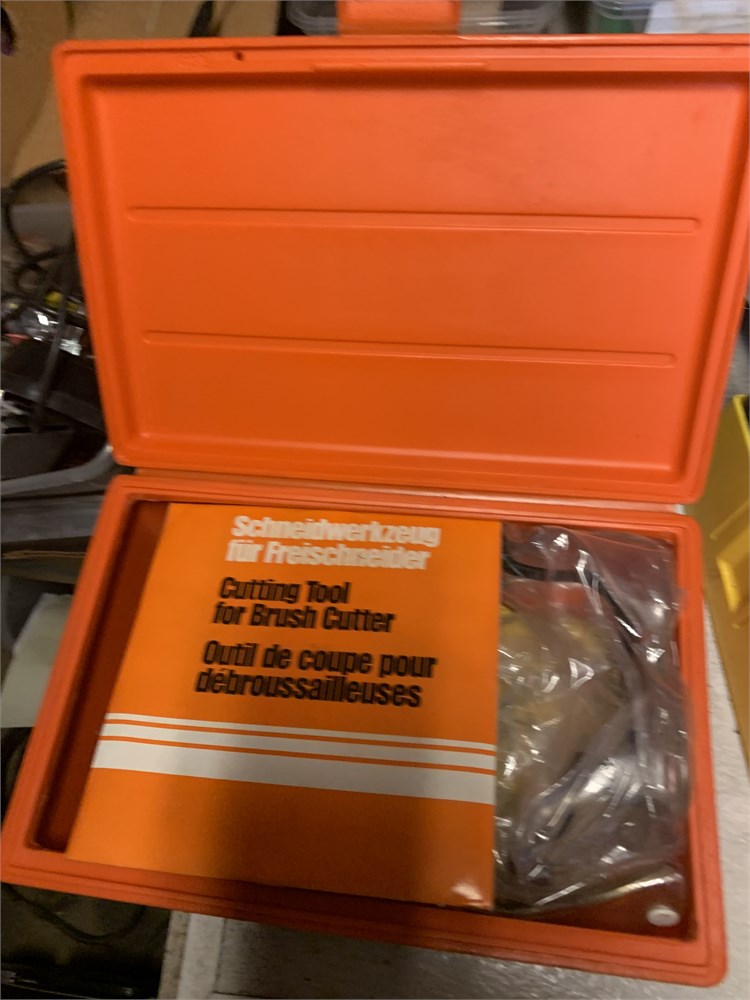 Schneidwerkzeug
für Freischneider
Cutting Tool
for Brush Cutter
Outil de coupe pour
débroussailleuses